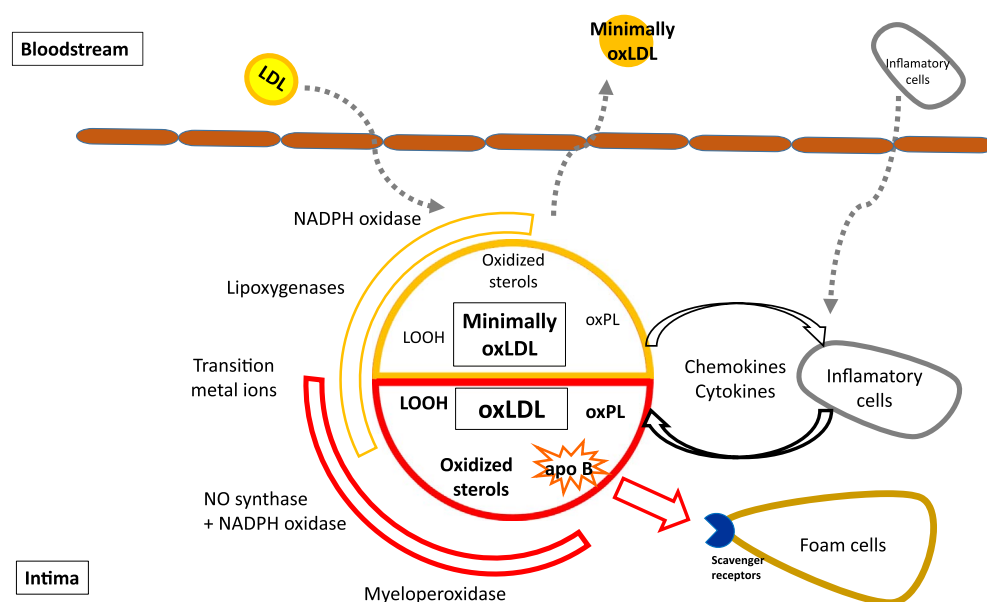 Bloodstream
LDL
Minimally
oxLDL
Inflamatory
cells
NADPH oxidase
Lipoxygenases
Transition
metal ions
NO synthase
+ NADPH oxidase
Myeloperoxidase
Oxidized
sterols
LOOH
Minimally
oxLDL
oxPL
LOOH
oxLDL
oxPL
Oxidized
sterols
apo B
Chemokines
Cytokines
Inflamatory
cells
Scavenger
receptors
Foam cells
Intima